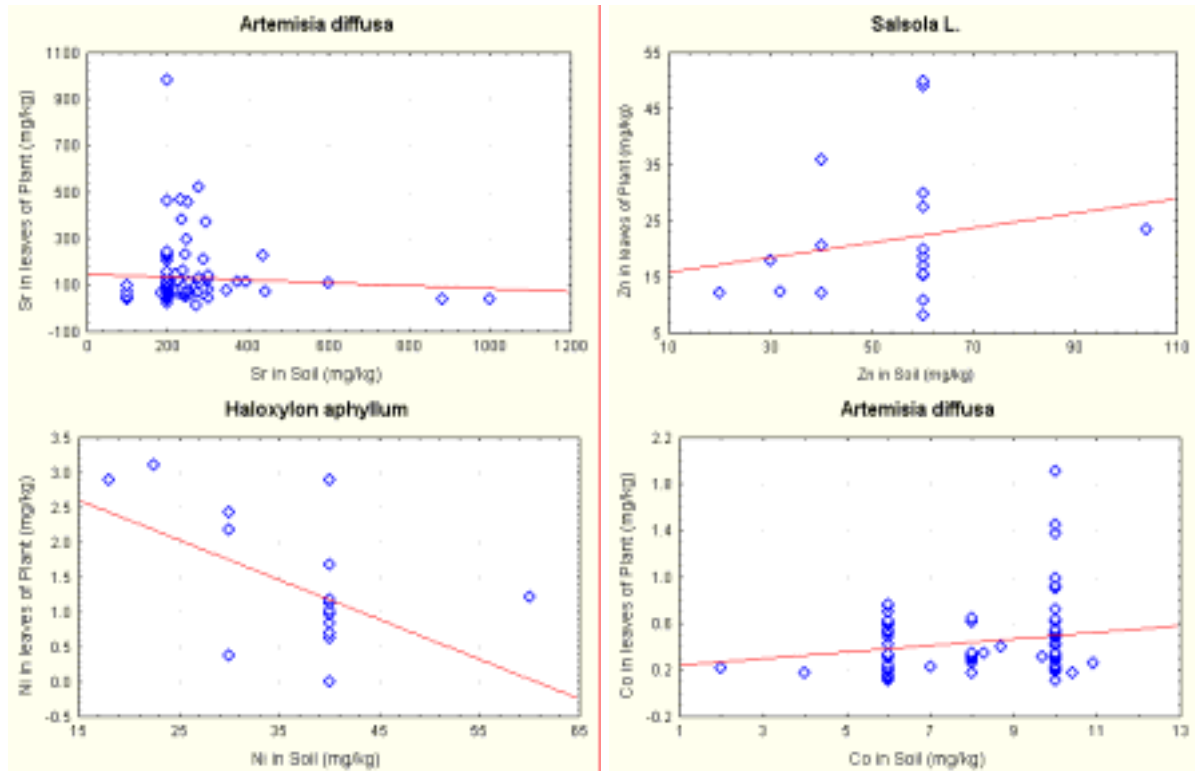 Artemisia diffusa
1100
900
700
500
300
100
-100
0 200 400 600 800 1000 1200
Sr in leaves of Plant (mg/kg)
Sr in Soil (mg/kg)
Salsola L.
55
45
35
25
15
5
10 30 50 70 90 110
Zn in leaves of Plant (mg/kg)
Zn in Soil (mg/kg)
Haloxylon aphyllum
3.5
3.0
2.5
2.0
1.5
1.0
0.5
0.0
-0.5
15 25 35 45 55 65
Ni in leaves of Plant (mg/kg)
Ni in Soil (mg/kg)
Artemisia diffusa
2.2
1.8
1.4
1.0
0.6
0.2
-0.2
1 3 5 7 9 11 13
Co in leaves of Plant (mg/kg)
Co in Soil (mg/kg)